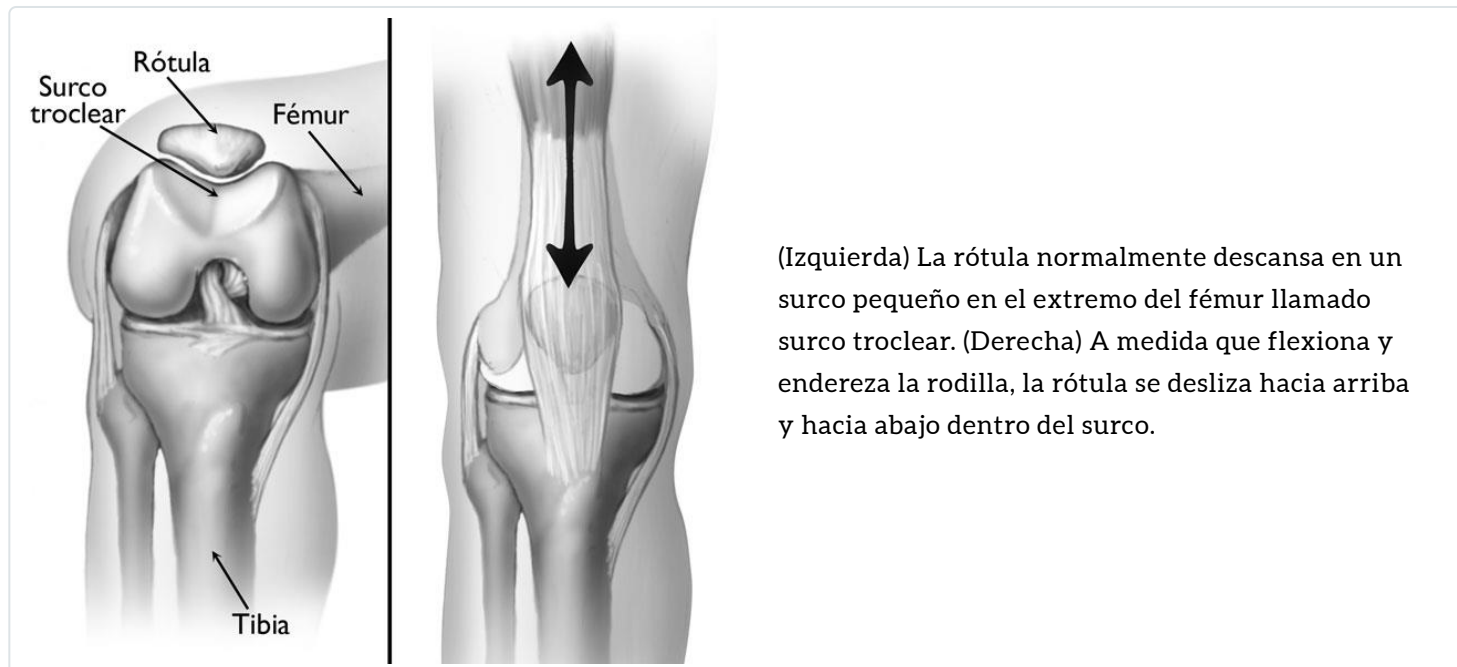 Rótula
Surco
troclear
Fémur
Tibia
(Izquierda) La rótula normalmente descansa en un
surco pequeño en el extremo del fémur llamado
surco troclear. (Derecha) A medida que flexiona y
endereza la rodilla, la rótula se desliza hacia arriba
y hacia abajo dentro del surco.